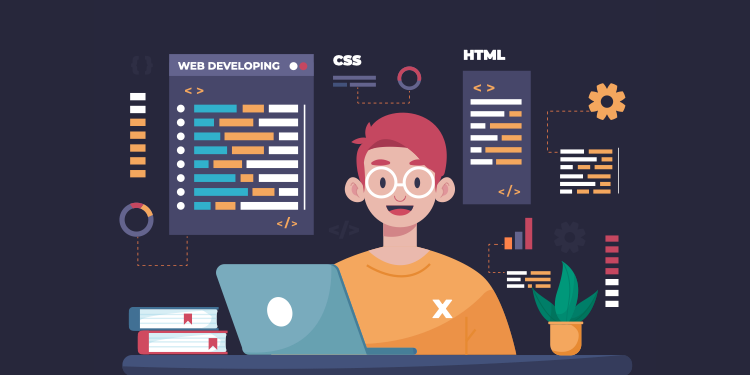 WEB DEVELOPING
CSS
HTML
< >
< >
{ }
</>
</>
</>
X